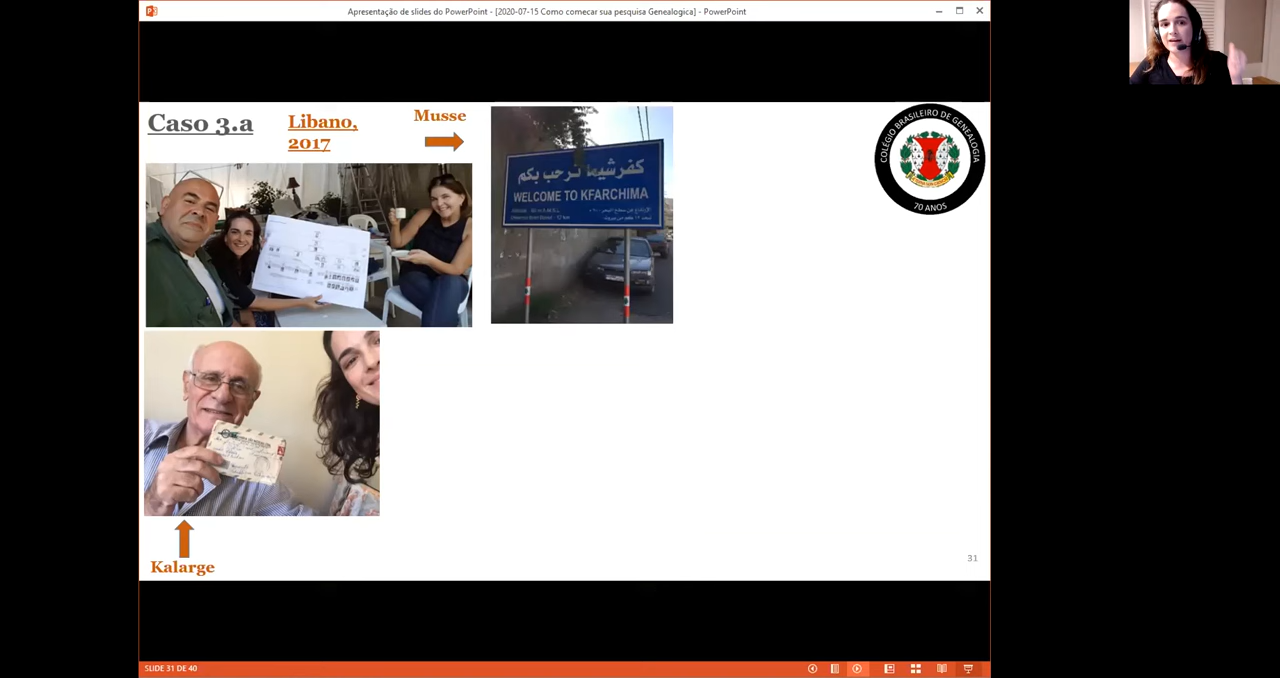 Apresentação de slides do PowerPoint - [2020-07-15 Como comecar sua pesquisa Genealogica] - PowerPoint
Caso 3.a
Libano,
2017
Musse
كفرشيما ترحب بكم
WELCOME TO KFARCHIMA
COLÉGIO BRASILEIRO DE GENEALOGIA
70 ANOS
Kalarge
31
SLIDE 31 DE 40